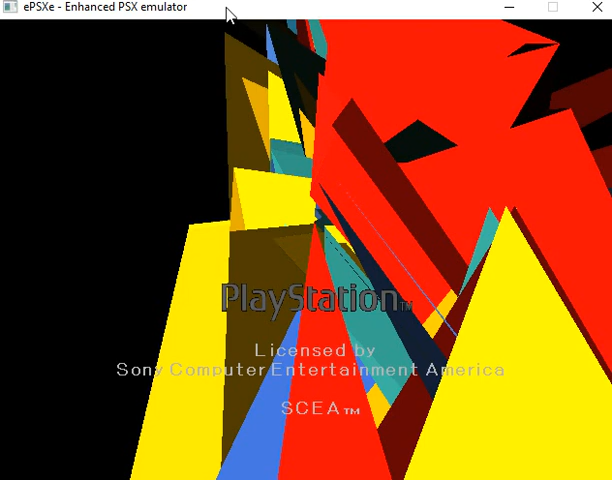 ePSXe - Enhanced PSX emulator
PlayStation™
Licensed by
Sony Computer Entertainment America
SCEA™